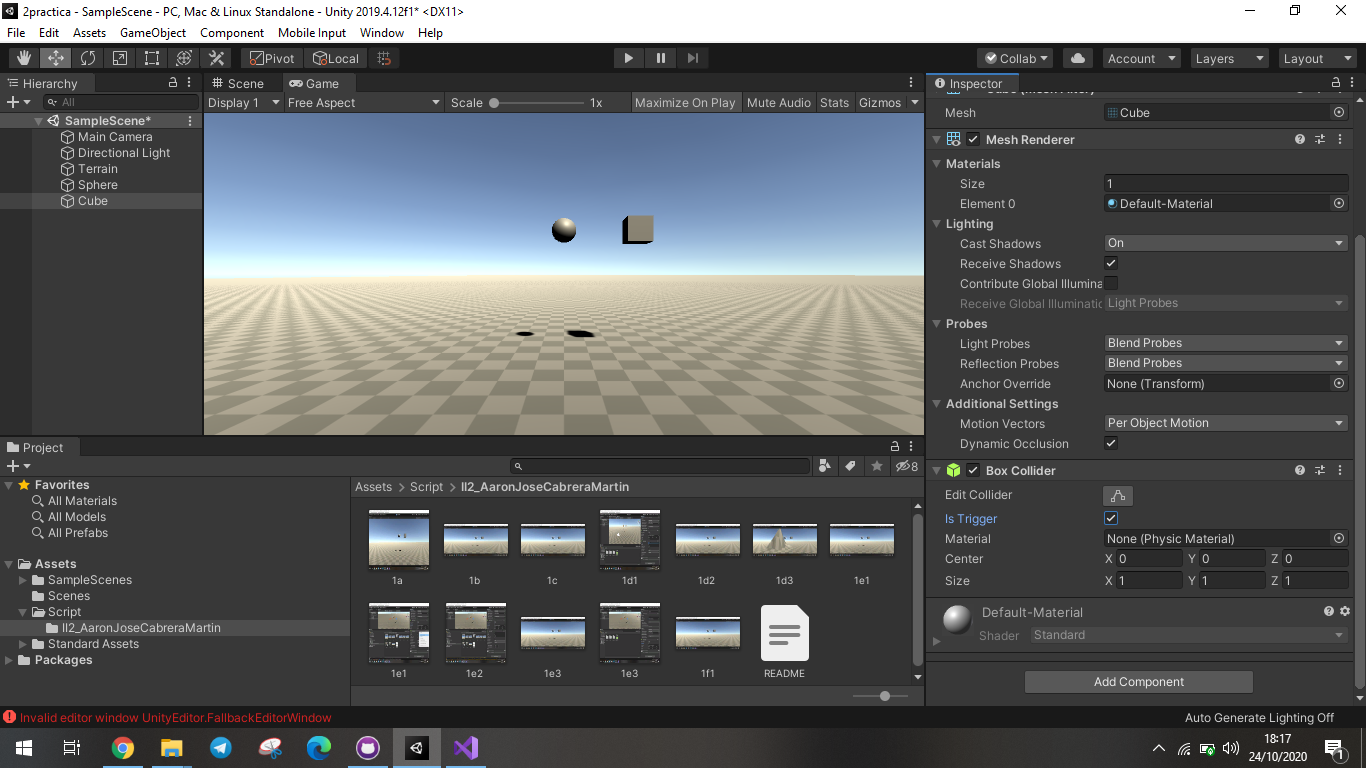 2practica - SampleScene - PC, Mac & Linux Standalone - Unity 2019.4.12f1* <DX11>
File Edit Assets GameObject Component Mobile Input Window Help
Pivot Local Collab Account Layers Layout
Hierarchy
All
SampleScene*
Main Camera
Directional Light
Terrain
Sphere
Cube
Scene Game
Display 1 Free Aspect Scale 1x Maximize On Play Mute Audio Stats Gizmos
Inspector
Mesh Cube
Mesh Renderer
Materials
Size 1
Element 0 Default-Material
Lighting
Cast Shadows On
Receive Shadows
Contribute Global Illumina
Receive Global Illuminatic Light Probes
Probes
Light Probes Blend Probes
Reflection Probes Blend Probes
Anchor Override None (Transform)
Additional Settings
Motion Vectors Per Object Motion
Dynamic Occlusion
Box Collider
Edit Collider
Is Trigger
Material None (Physic Material)
Center X 0 Y 0 Z 0
Size X 1 Y 1 Z 1
Default-Material
Shader Standard
Add Component
Project
8
Favorites
All Materials
All Models
All Prefabs
Assets
SampleScenes
Scenes
Script
II2_AaronJoseCabreraMartin
Standard Assets
Packages
Assets > Script > II2_AaronJoseCabreraMartin
1a 1b 1c 1d1 1d2 1d3 1e1
1e1 1e2 1e3 1e3 1f1 README
Invalid editor window UnityEditor.FallbackEditorWindow
Auto Generate Lighting Off
18:17
24/10/2020
1